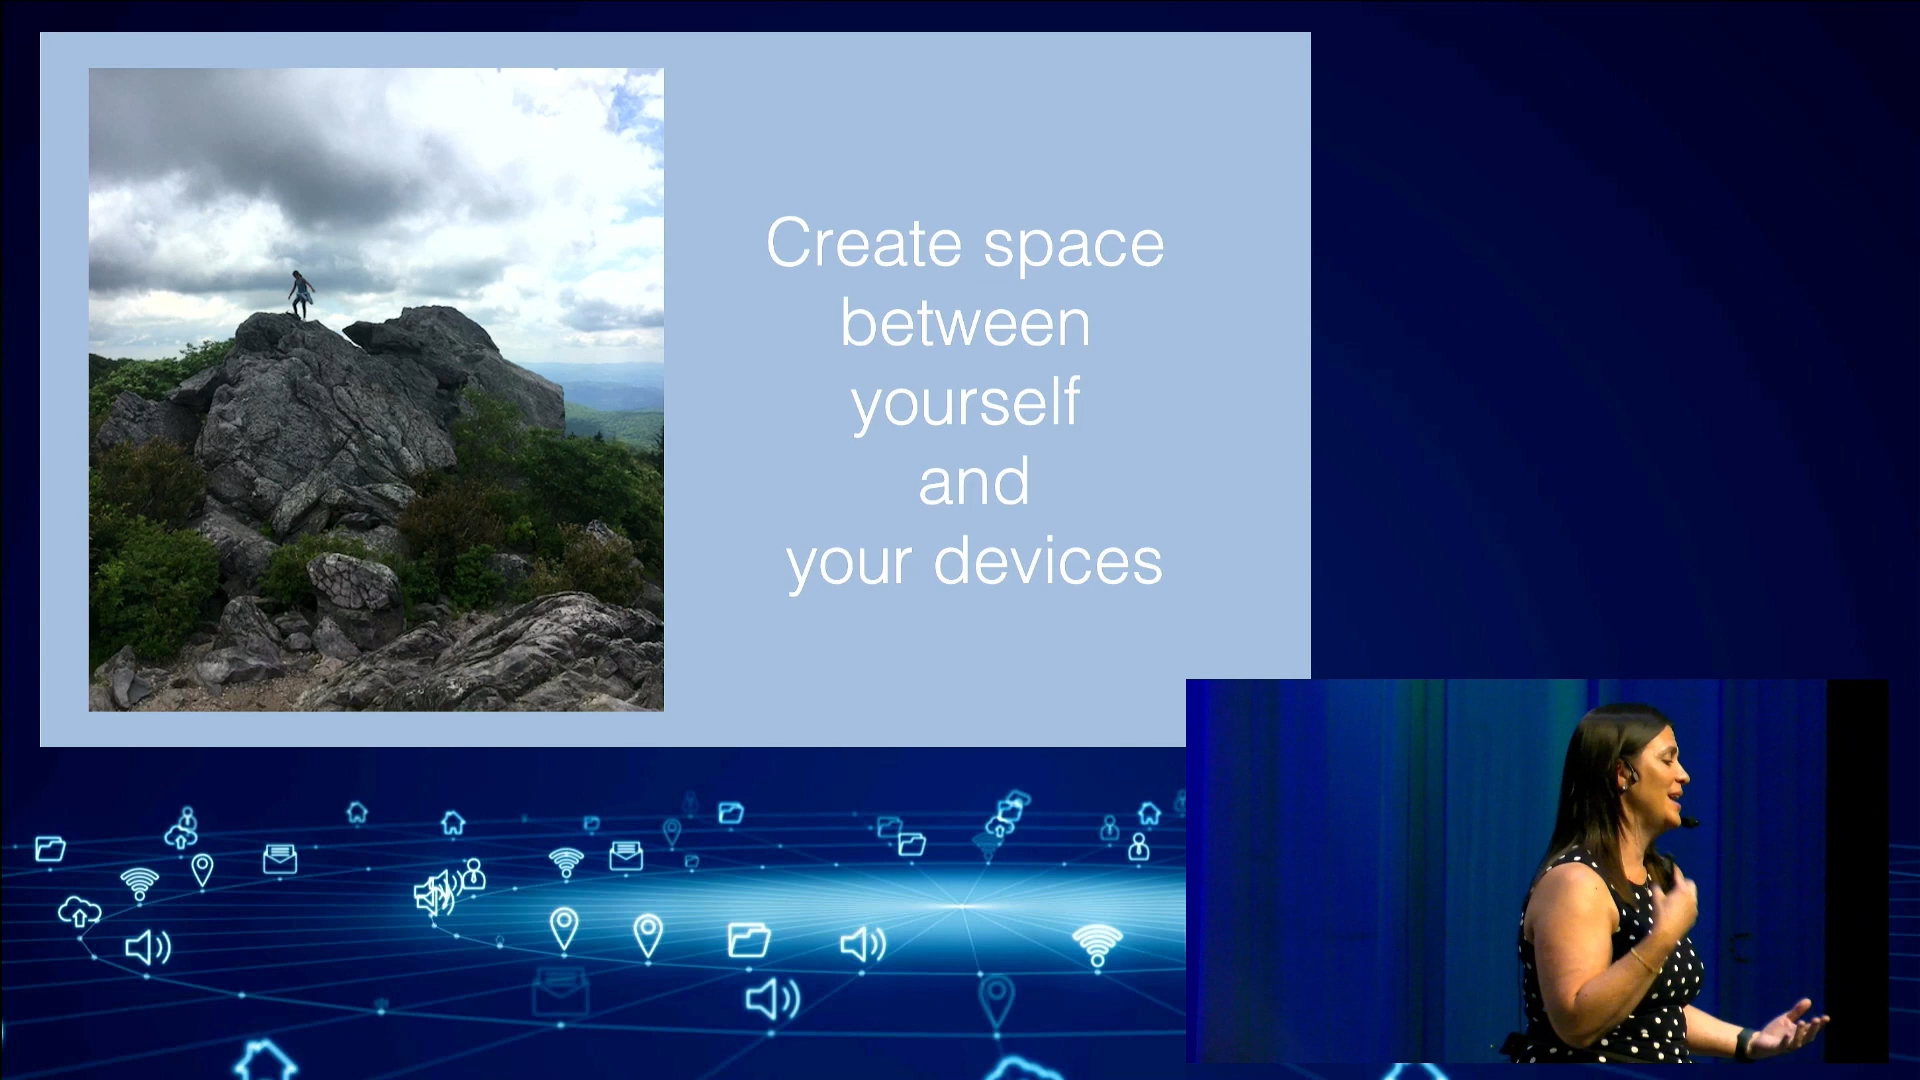 Create space
between
yourself
and
your devices